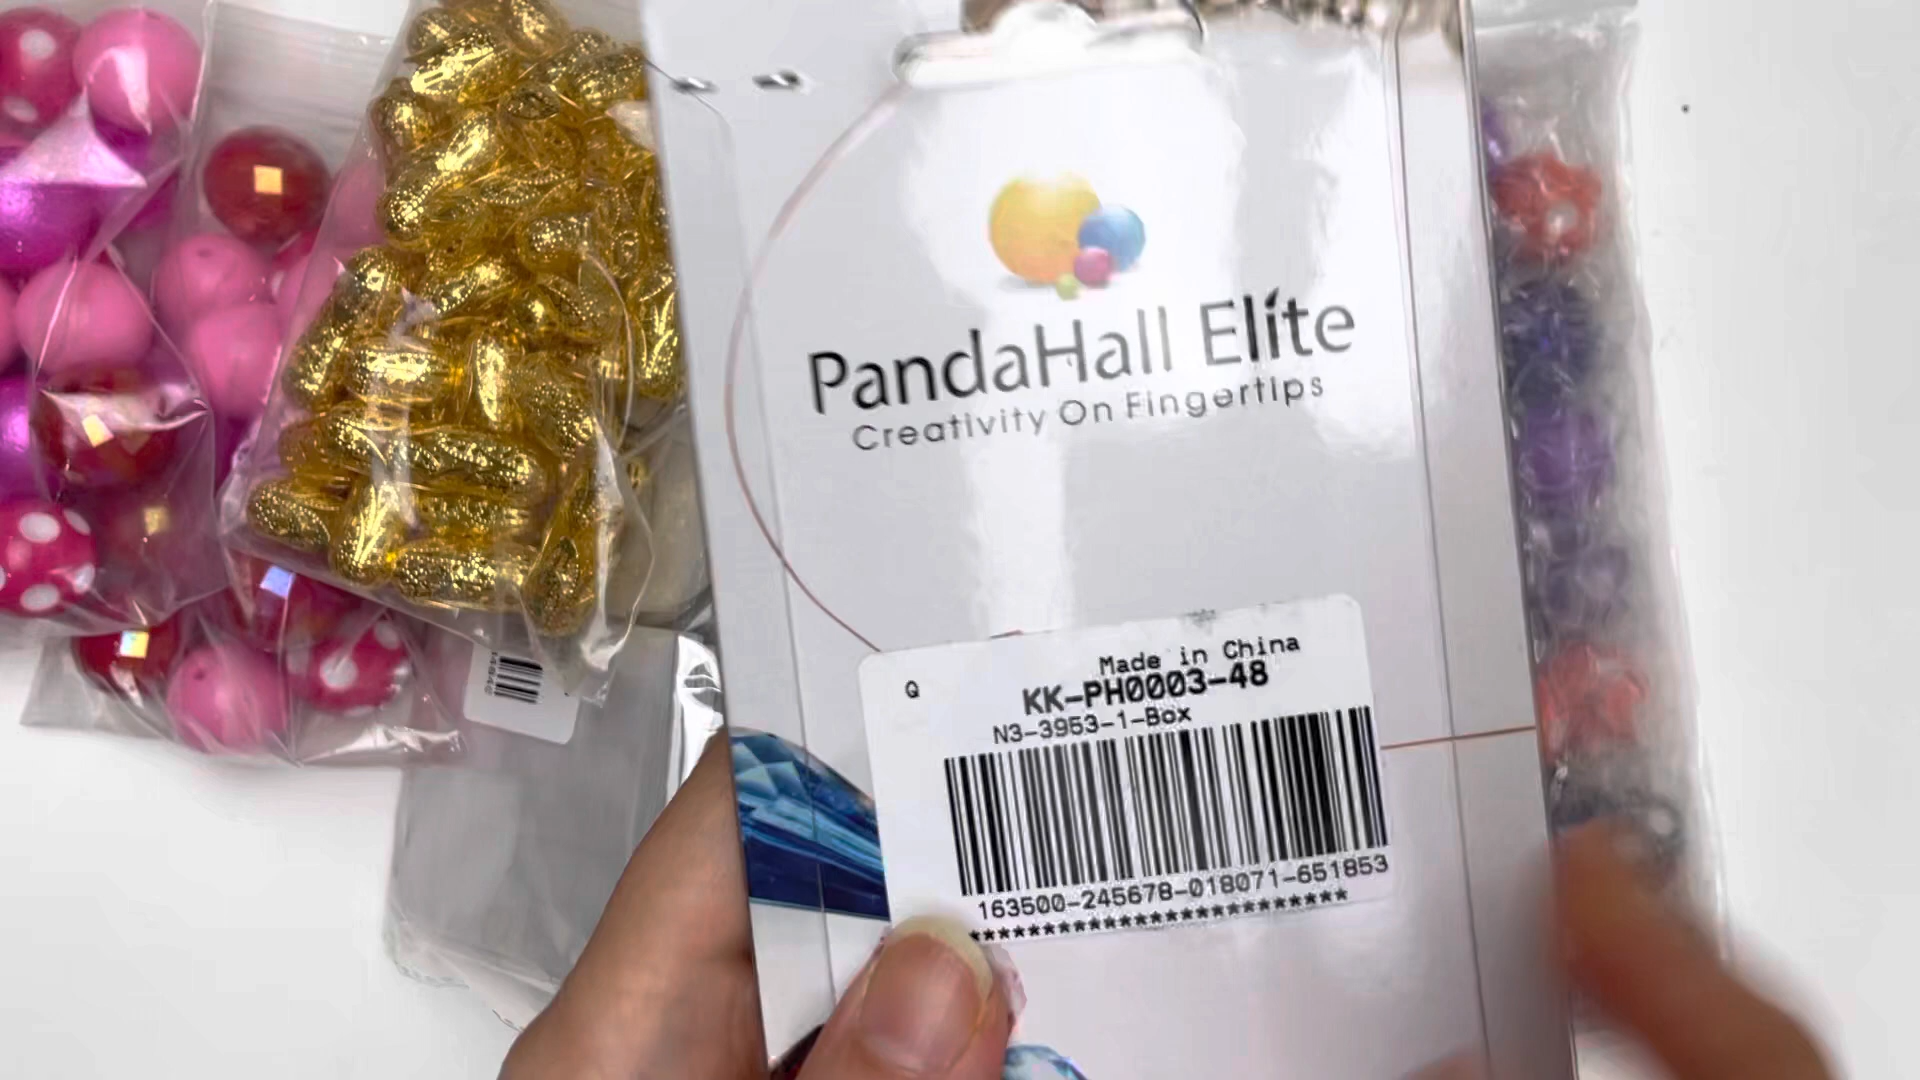 PandaHall Elite
Creativity On Fingertips
Made in China
Q
KK-PH0003-48
N3-3953-1-Box
163500-245678-018071-651853
***************************